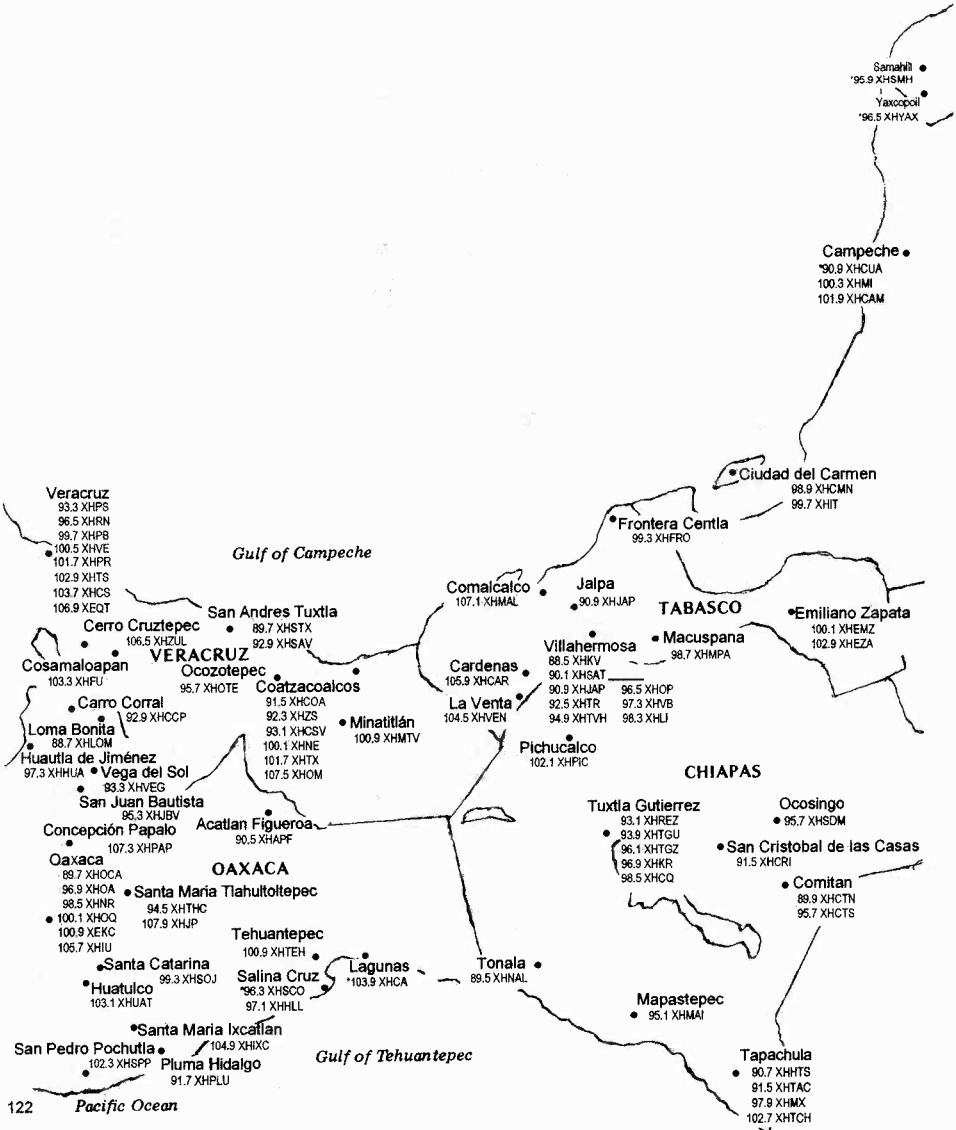 Samahlil
*95.9 XHSMH
Yaxcopoil
*96.5 XHYAX
Campeche
*90.9 XHCUA
100.3 XHMI
101.9 XHCAM
Ciudad del Carmen
98.9 XHCMN
99.7 XHIT
Frontera Centla
99.3 XHFRO
Veracruz
93.3 XHPS
96.5 XHRN
99.7 XHPB
100.5 XHVE
101.7 XHPR
102.9 XHTS
103.7 XHCS
106.9 XEQT
Gulf of Campeche
Comalcalco
107.1 XHMAL
Jalpa
90.9 XHJAP
TABASCO
Emiliano Zapata
100.1 XHEMZ
102.9 XHEZA
San Andres Tuxtla
89.7 XHSTX
92.9 XHSAV
Cerro Cruztepec
106.5 XHZUL
VERACRUZ
Cosamaloapan
103.3 XHFU
Ocozotepec
95.7 XHOTE
Coatzacoalcos
91.5 XHCOA
92.3 XHZS
93.1 XHCSV
100.1 XHNE
101.7 XHTX
107.5 XHOM
Minatitlán
100.9 XHMTV
Cardenas
105.9 XHCAR
La Venta
104.5 XHVEN
Villahermosa
88.5 XHKV
90.1 XHSAT
90.9 XHJAP 96.5 XHOP
92.5 XHTR 97.3 XHVB
94.9 XHTVH 98.3 XHLI
Macuspana
98.7 XHMPA
Pichucalco
102.1 XHPIC
Carro Corral
92.9 XHCCP
Loma Bonita
88.7 XHLOM
Huautla de Jiménez
97.3 XHHUA
Vega del Sol
93.3 XHVEG
San Juan Bautista
95.3 XHJBV
Acatlan Figueroa
90.5 XHAPF
Concepción Papalo
107.3 XHPAP
CHIAPAS
Tuxtla Gutierrez
93.1 XHREZ
93.9 XHTGU
96.1 XHTGZ
96.9 XHKR
98.5 XHCQ
Ocosingo
95.7 XHSDM
San Cristobal de las Casas
91.5 XHCRI
Comitan
89.9 XHCTN
95.7 XHCTS
Oaxaca
89.7 XHOCA
96.9 XHOA
98.5 XHNR
100.1 XHOQ
100.9 XEKC
105.7 XHIU
OAXACA
Santa Maria Tlahuitoltepec
94.5 XHTHC
107.9 XHJP
Tehuantepec
100.9 XHTEH
Santa Catarina
99.3 XHSOJ
Huatulco
103.1 XHUAT
Salina Cruz
*96.3 XHSCO
97.1 XHHLL
Lagunas
*103.9 XHCA
Tonala
89.5 XHNAL
Mapastepec
95.1 XHMAI
Santa Maria Ixcatlan
104.9 XHIXC
San Pedro Pochutla
102.3 XHSPP
Pluma Hidalgo
91.7 XHPLU
Gulf of Tehuantepec
Tapachula
90.7 XHHTS
91.5 XHTAC
97.9 XHMX
102.7 XHTCH
122 Pacific Ocean